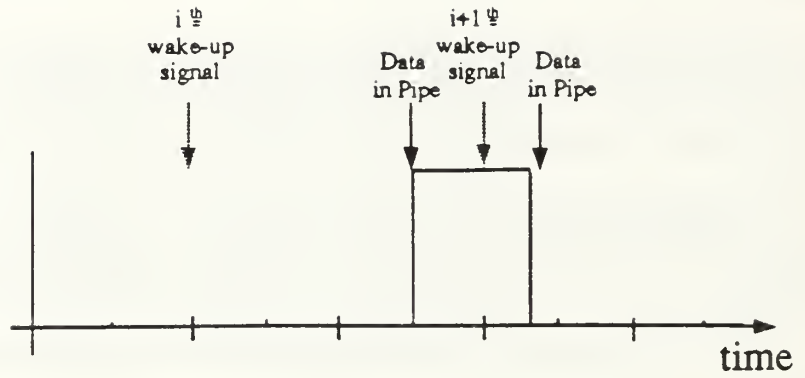 i th
wake-up
signal
Data
in Pipe
i+1 th
wake-up
signal
Data
in Pipe
time